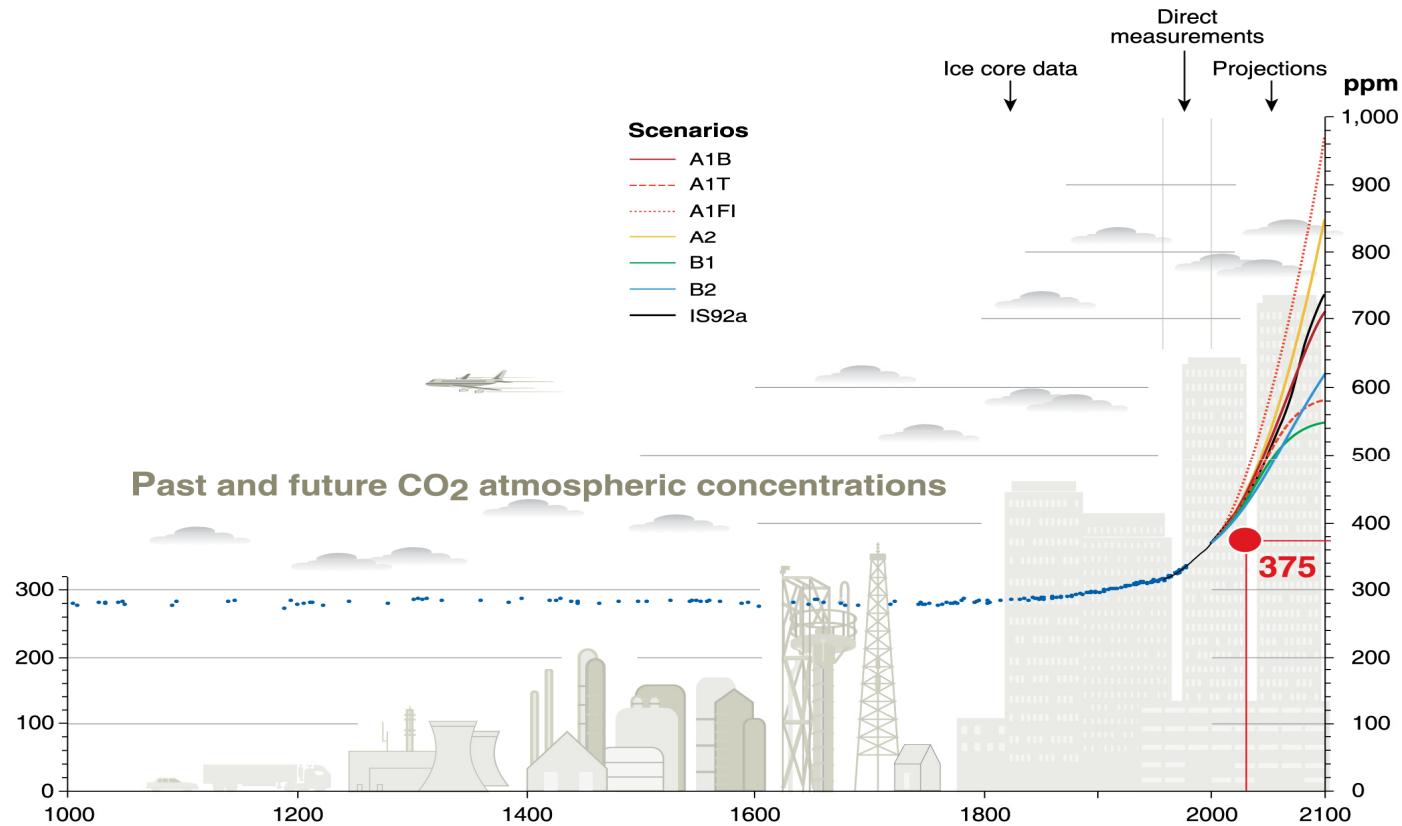 Direct
measurements
Ice core data
Projections
ppm
1,000
Scenarios
A1B
A1T
A1FI
A2
B1
B2
IS92a
900
800
700
600
500
400
300
200
100
0
Past and future CO2 atmospheric concentrations
375
300
200
100
0
1000
1200
1400
1600
1800
2000
2100